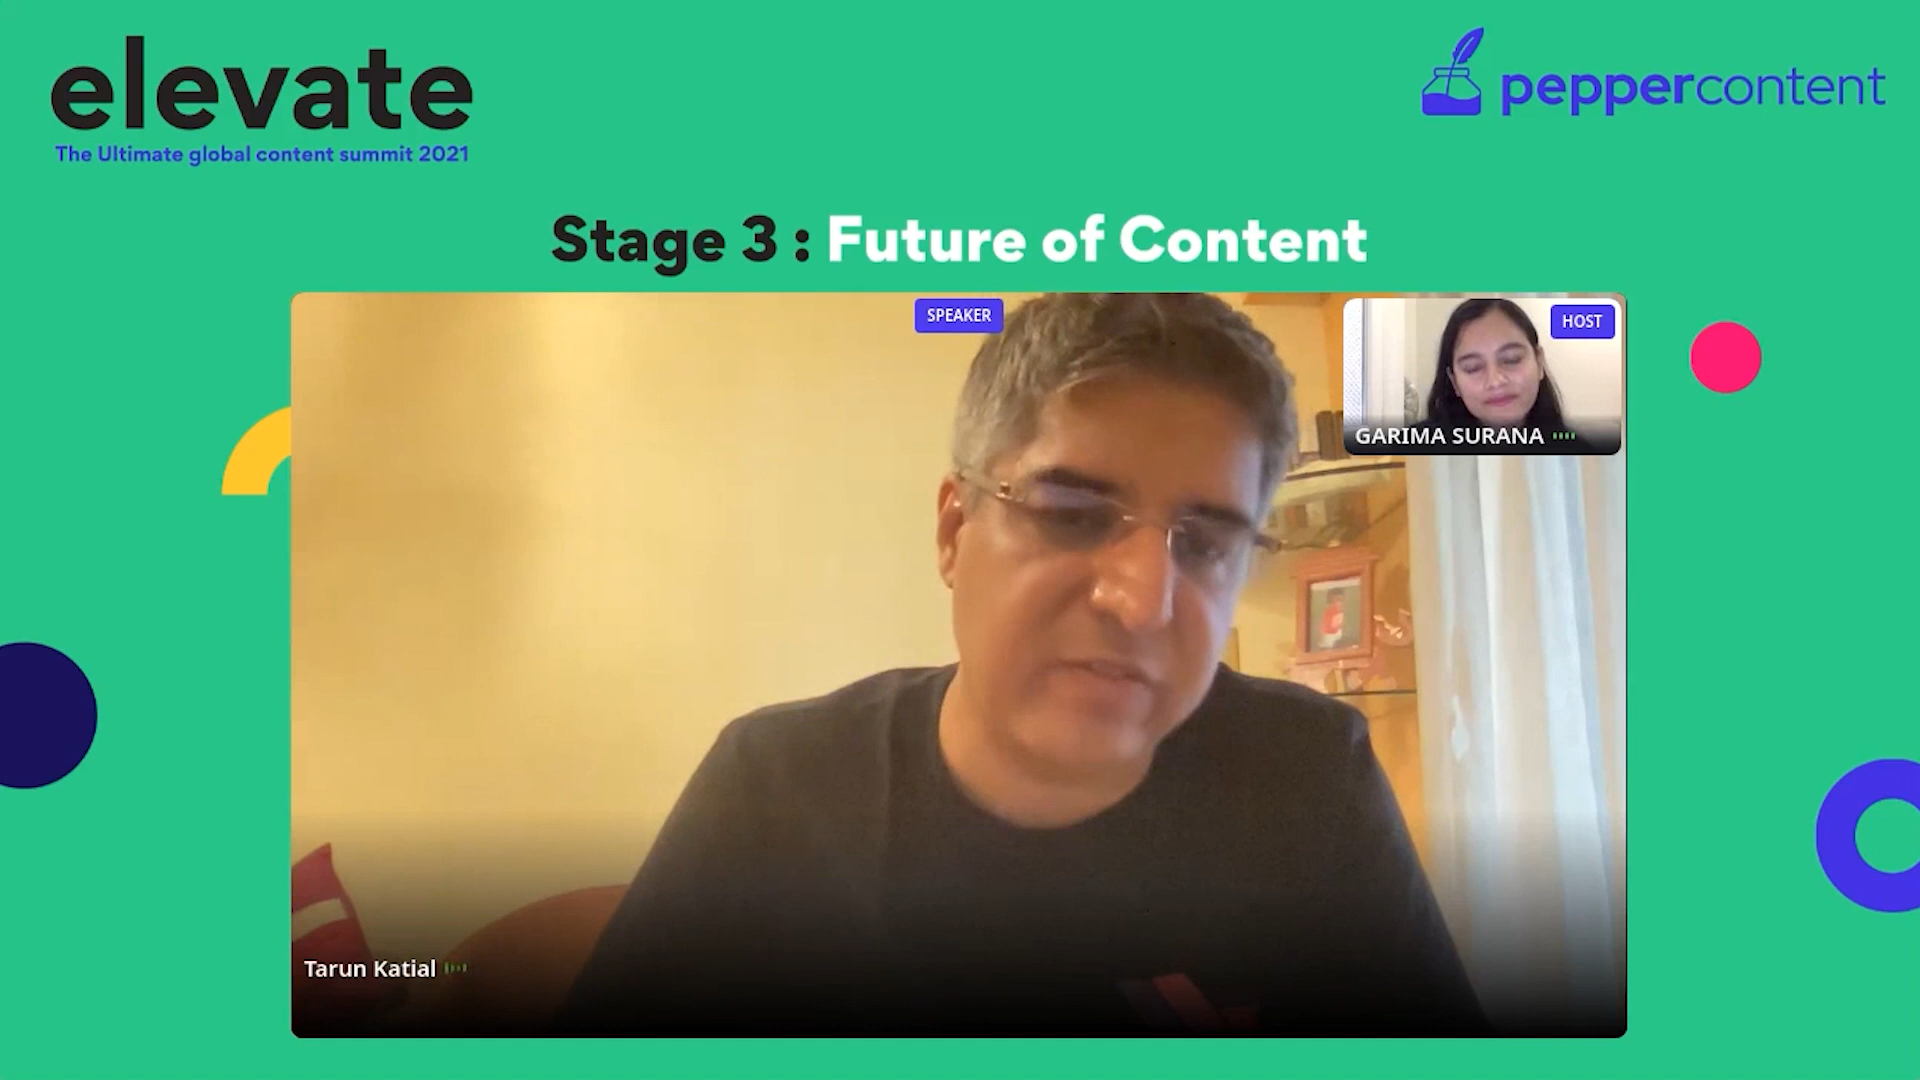 elevate
The Ultimate global content summit 2021
peppercontent
Stage 3 : Future of Content
SPEAKER
HOST
GARIMA SURANA
Tarun Katial